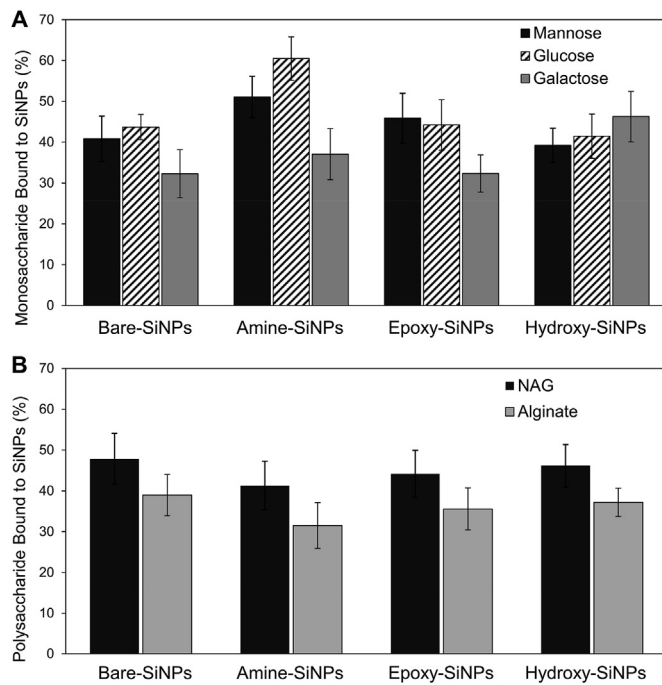 A
Monosaccharide Bound to SiNPs (%)
70
60
50
40
30
20
10
0
Mannose
Glucose
Galactose
Bare-SiNPs Amine-SiNPs Epoxy-SiNPs Hydroxy-SiNPs
B
Polysaccharide Bound to SiNPs (%)
70
60
50
40
30
20
10
0
NAG
Alginate
Bare-SiNPs Amine-SiNPs Epoxy-SiNPs Hydroxy-SiNPs